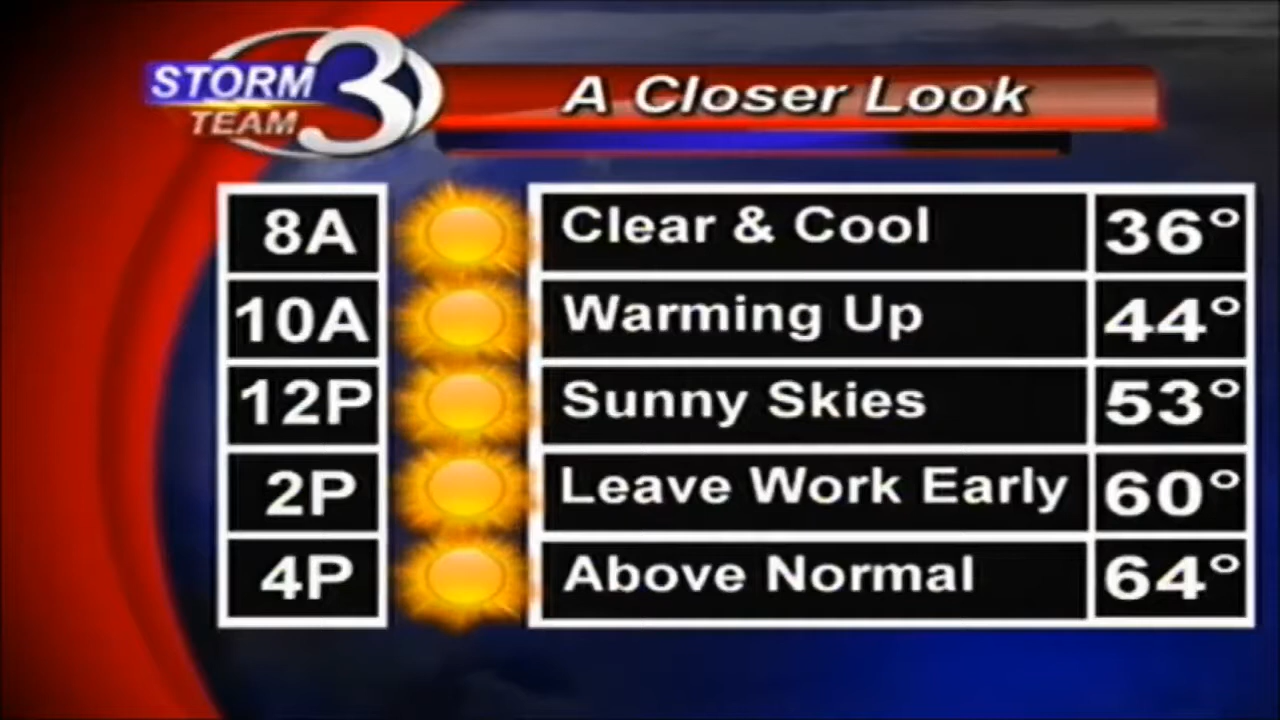 STORM
TEAM
3
A Closer Look
8A Clear & Cool 36°
10A Warming Up 44°
12P Sunny Skies 53°
2P Leave Work Early 60°
4P Above Normal 64°